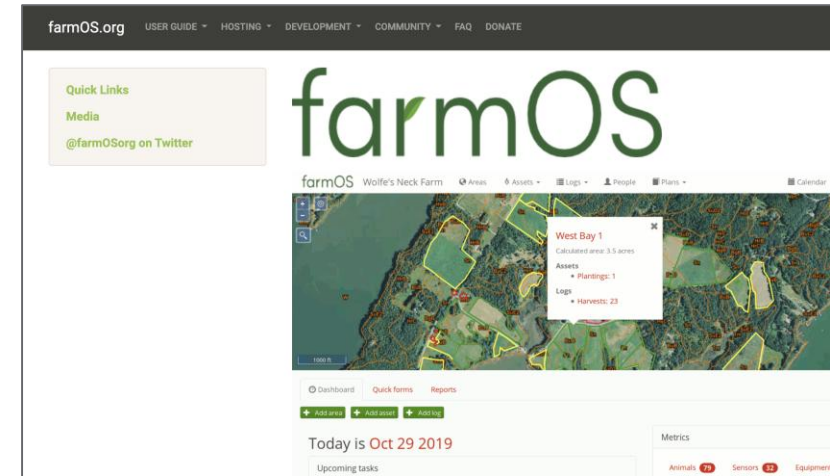 farmOS.org USER GUIDE HOSTING DEVELOPMENT COMMUNITY FAQ DONATE
Quick Links
Media
@farmOSorg on Twitter
farmOS
farmOS Wolfe's Neck Farm Areas Assets Logs People Plans Calendar
West Bay 1
Calculated area: 3.5 acres
Assets
Plantings: 1
Logs
Harvests: 23
1000 ft
Dashboard Quick forms Reports
Add area Add asset Add log
Today is Oct 29 2019
Metrics
Upcoming tasks
Animals 79 Sensors 32 Equipment